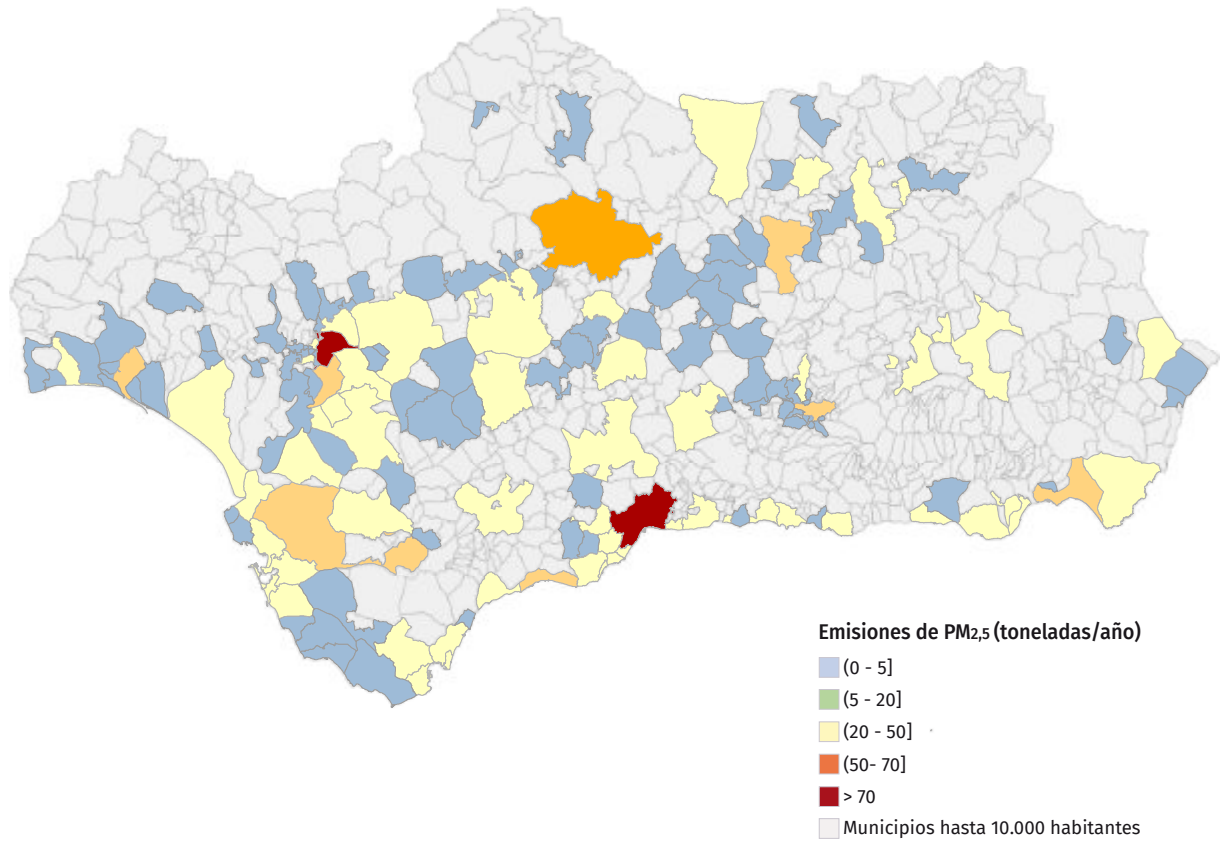 Emisiones de PM2,5 (toneladas/año)
(0 - 5]
(5 - 20]
(20 - 50]
(50- 70]
> 70
Municipios hasta 10.000 habitantes